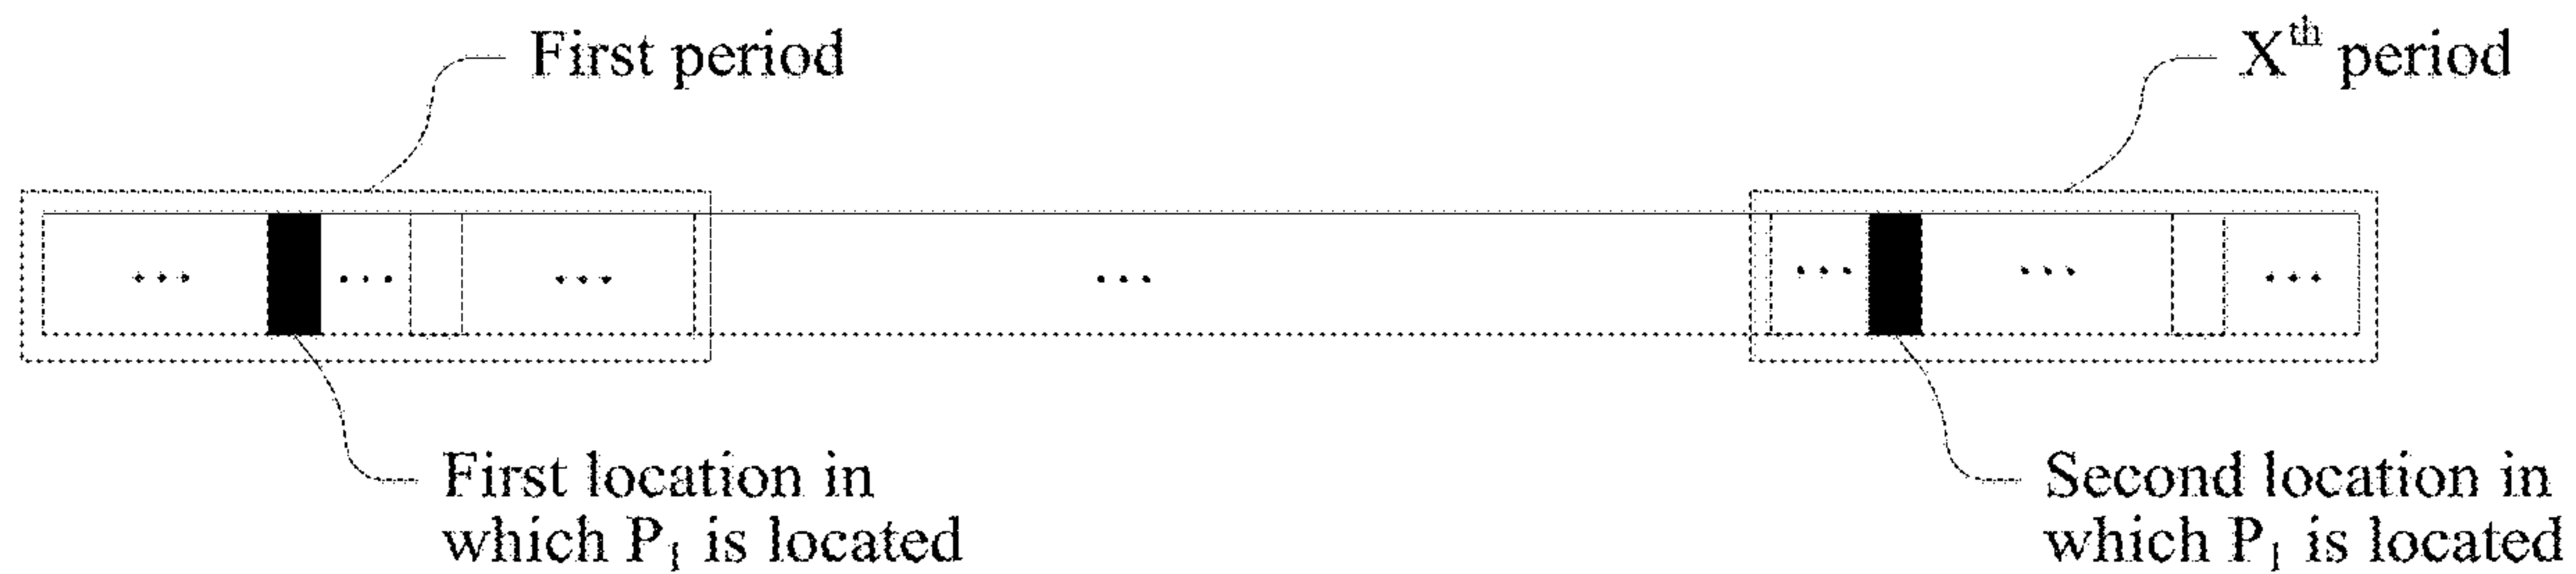 First period
Xth period
First location in
which P1 is located
Second location in
which P1 is located